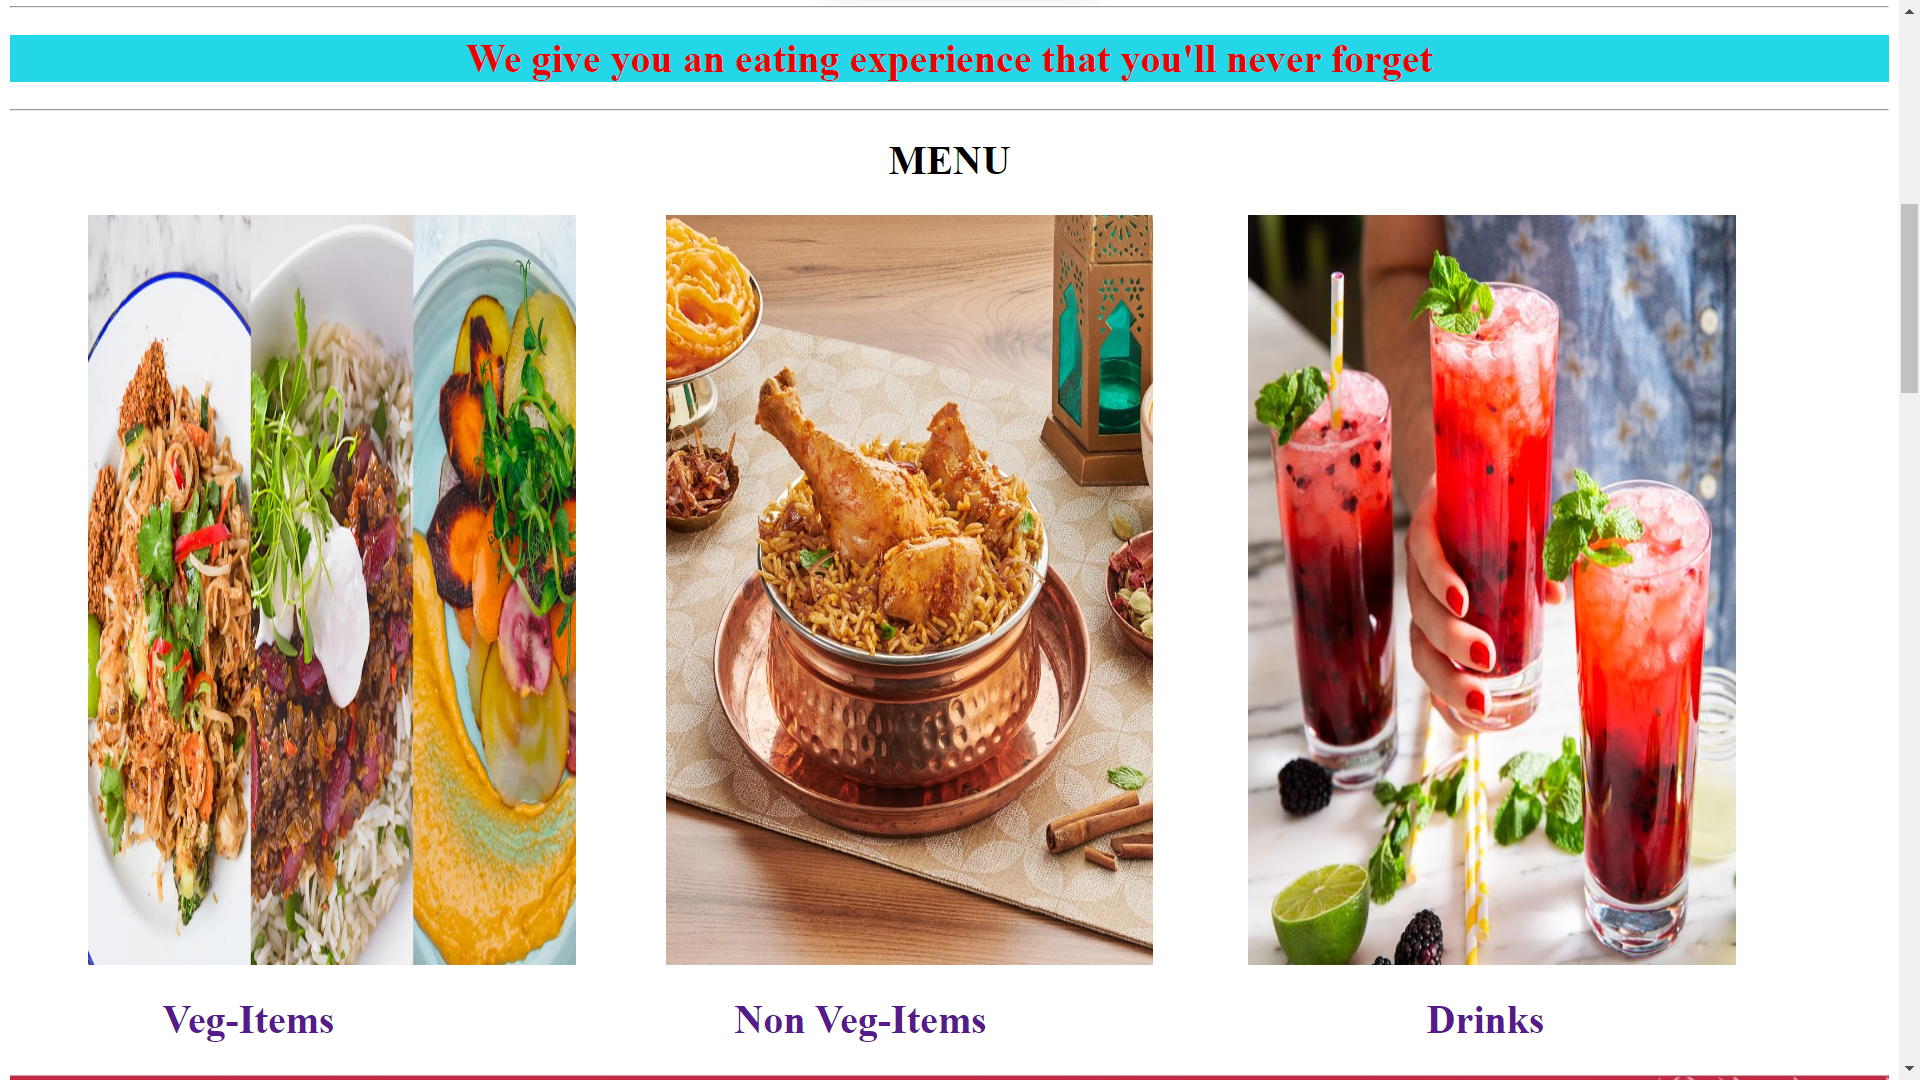 We give you an eating experience that you'll never forget
MENU
Veg-Items
Non Veg-Items
Drinks